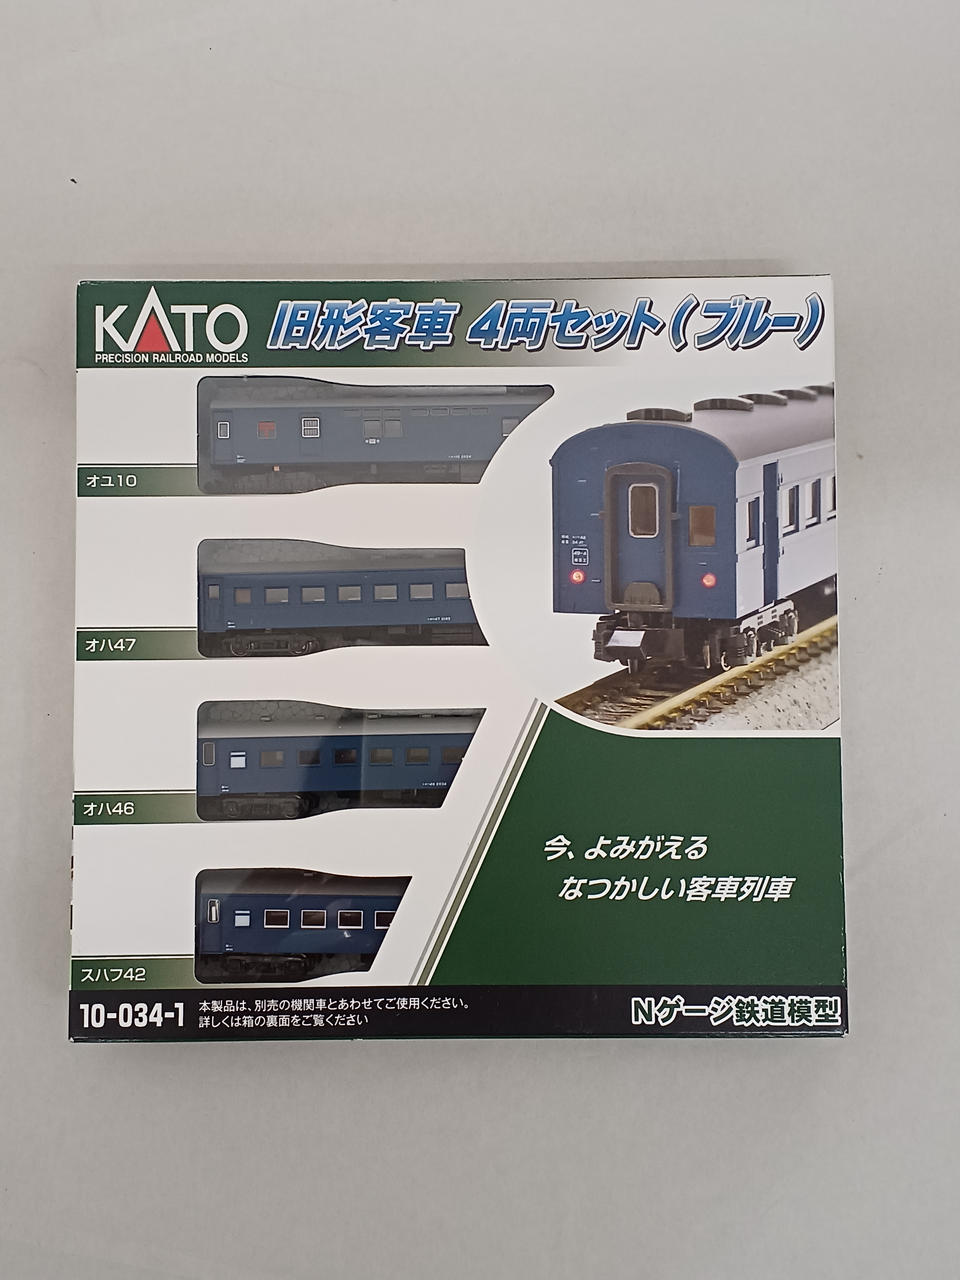 KATO
PRECISION RAILROAD MODELS
旧形客車 4両セット(ブルー)
オユ10
オハ47
オハ46
スハフ42
今、よみがえる
なつかしい客車列車
10-034-1
本製品は、別売の機関車とあわせてご使用ください。
詳しくは箱の裏面をご覧ください
Nゲージ鉄道模型